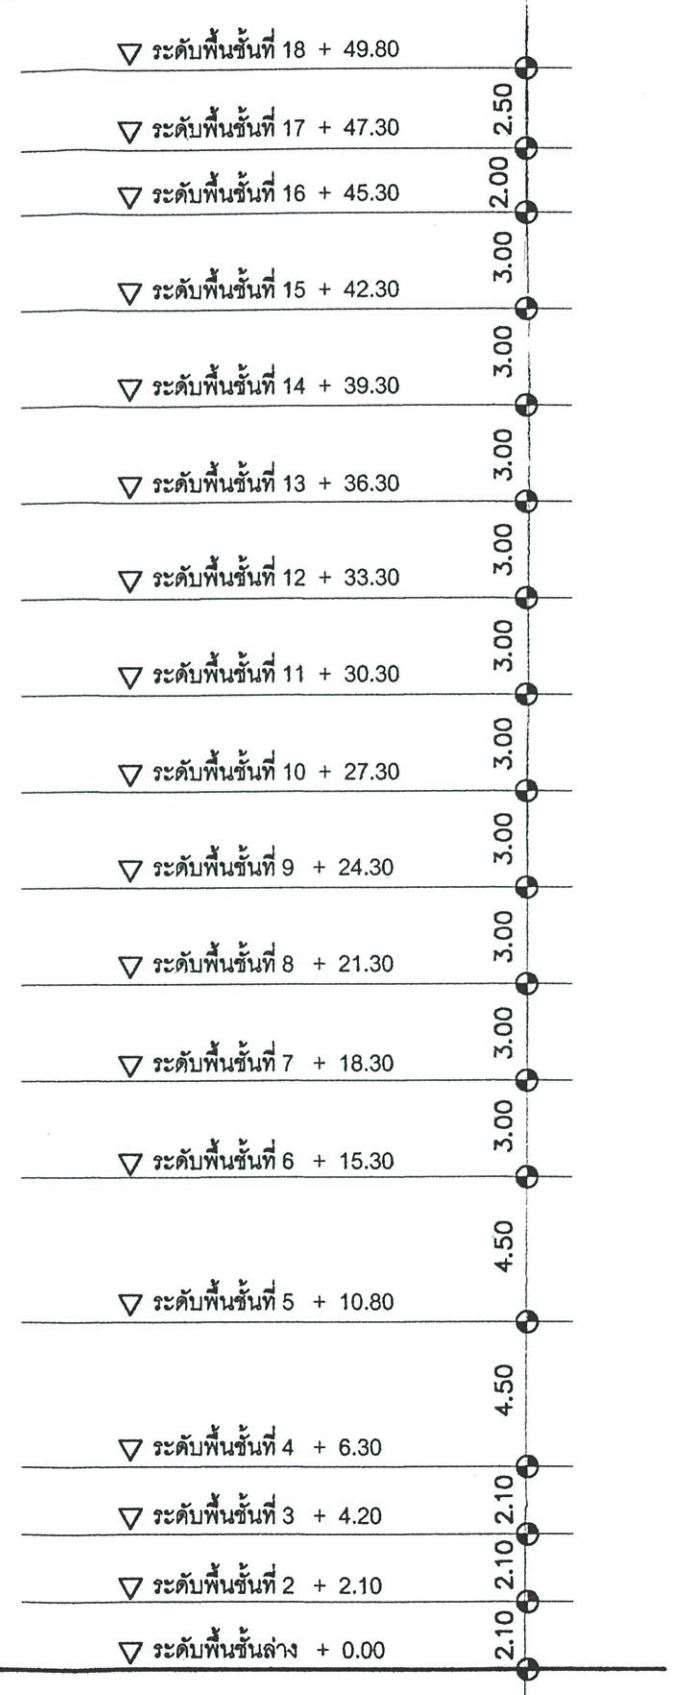 ระดับพื้นชั้นที่ 18 + 49.80
2.50
ระดับพื้นชั้นที่ 17 + 47.30
2.00
ระดับพื้นชั้นที่ 16 + 45.30
3.00
ระดับพื้นชั้นที่ 15 + 42.30
3.00
ระดับพื้นชั้นที่ 14 + 39.30
3.00
ระดับพื้นชั้นที่ 13 + 36.30
3.00
ระดับพื้นชั้นที่ 12 + 33.30
3.00
ระดับพื้นชั้นที่ 11 + 30.30
3.00
ระดับพื้นชั้นที่ 10 + 27.30
3.00
ระดับพื้นชั้นที่ 9 + 24.30
3.00
ระดับพื้นชั้นที่ 8 + 21.30
3.00
ระดับพื้นชั้นที่ 7 + 18.30
3.00
ระดับพื้นชั้นที่ 6 + 15.30
4.50
ระดับพื้นชั้นที่ 5 + 10.80
4.50
ระดับพื้นชั้นที่ 4 + 6.30
2.10
ระดับพื้นชั้นที่ 3 + 4.20
2.10
ระดับพื้นชั้นที่ 2 + 2.10
2.10
ระดับพื้นชั้นล่าง + 0.00